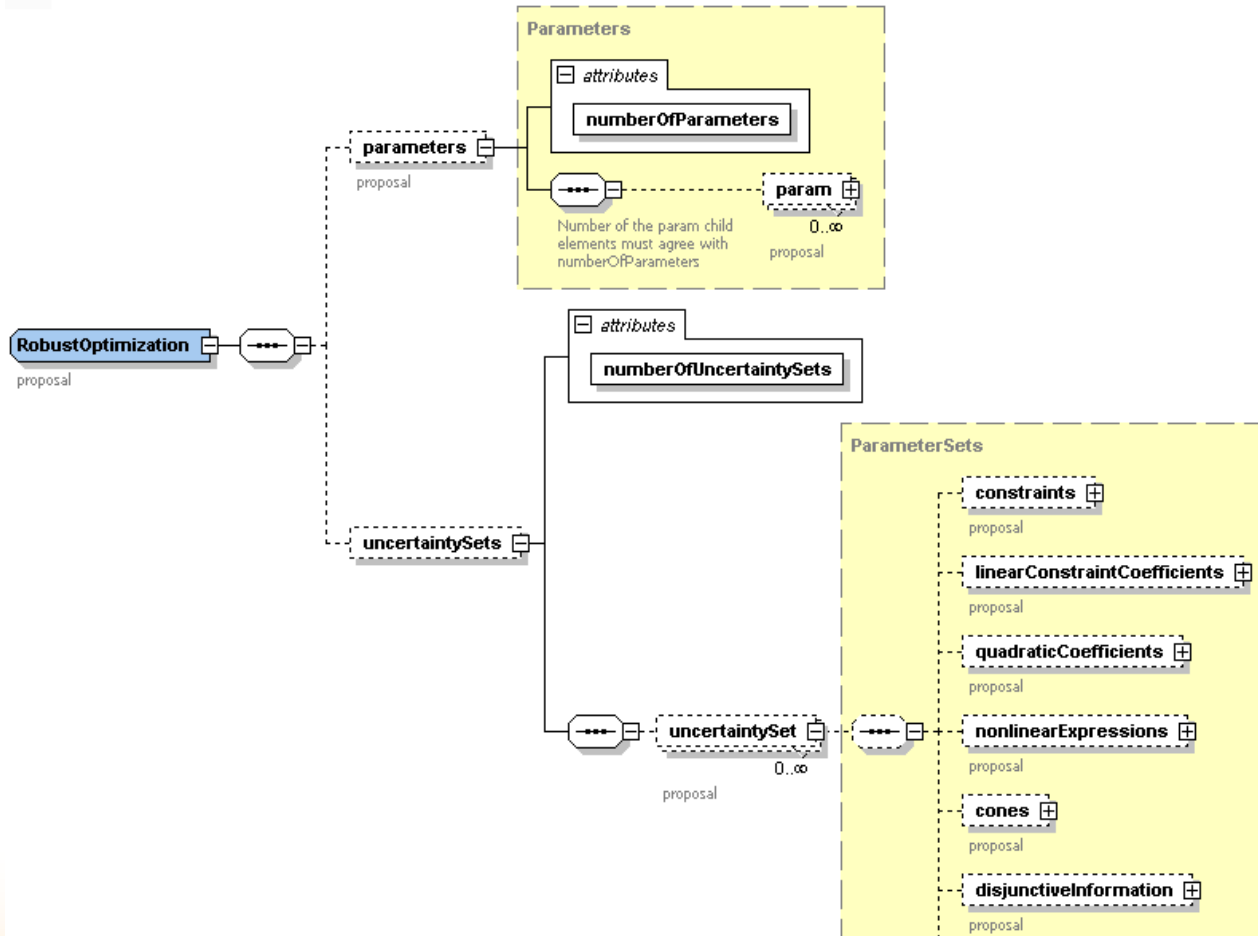 Parameters
attributes
numberOfParameters
parameters
proposal
param
0..∞
Number of the param child
elements must agree with
numberOfParameters
proposal
RobustOptimization
proposal
attributes
numberOfUncertaintySets
ParameterSets
constraints
proposal
uncertaintySets
linearConstraintCoefficients
proposal
quadraticCoefficients
proposal
uncertaintySet
0..∞
proposal
nonlinearExpressions
proposal
cones
proposal
disjunctiveInformation
proposal